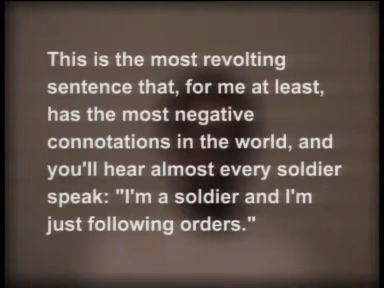 This is the most revolting
sentence that, for me at least,
has the most negative
connotations in the world, and
you'll hear almost every soldier
speak: "I'm a soldier and I'm
just following orders."